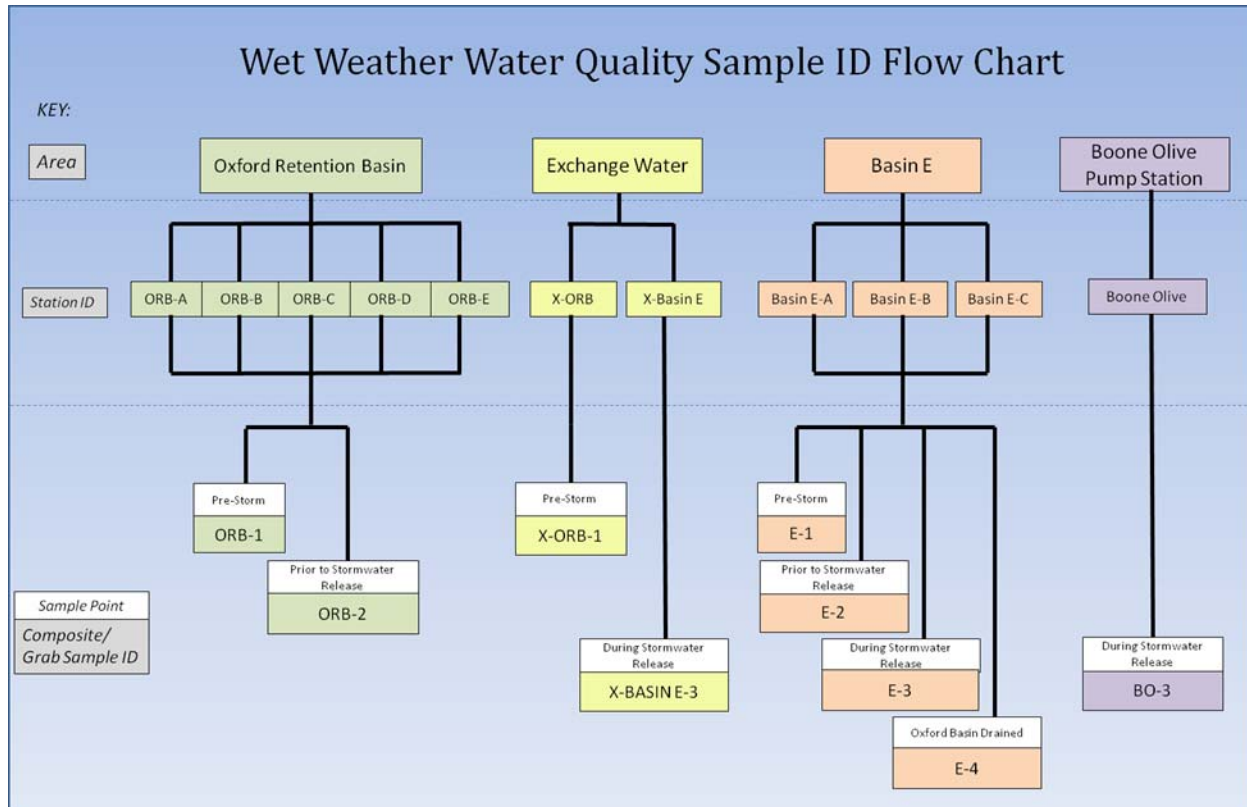 Wet Weather Water Quality Sample ID Flow Chart
KEY:
Area
Oxford Retention Basin
Exchange Water
Basin E
Boone Olive
Pump Station
Station ID
ORB-A
ORB-B
ORB-C
ORB-D
ORB-E
X-ORB
X-Basin E
Basin E-A
Basin E-B
Basin E-C
Boone Olive
Pre-Storm
ORB-1
Pre-Storm
X-ORB-1
Pre-Storm
E-1
Prior to Stormwater
Release
ORB-2
Prior to Stormwater
Release
E-2
Sample Point
Composite/
Grab Sample ID
During Stormwater
Release
X-BASIN E-3
During Stormwater
Release
E-3
During Stormwater
Release
BO-3
Oxford Basin Drained
E-4